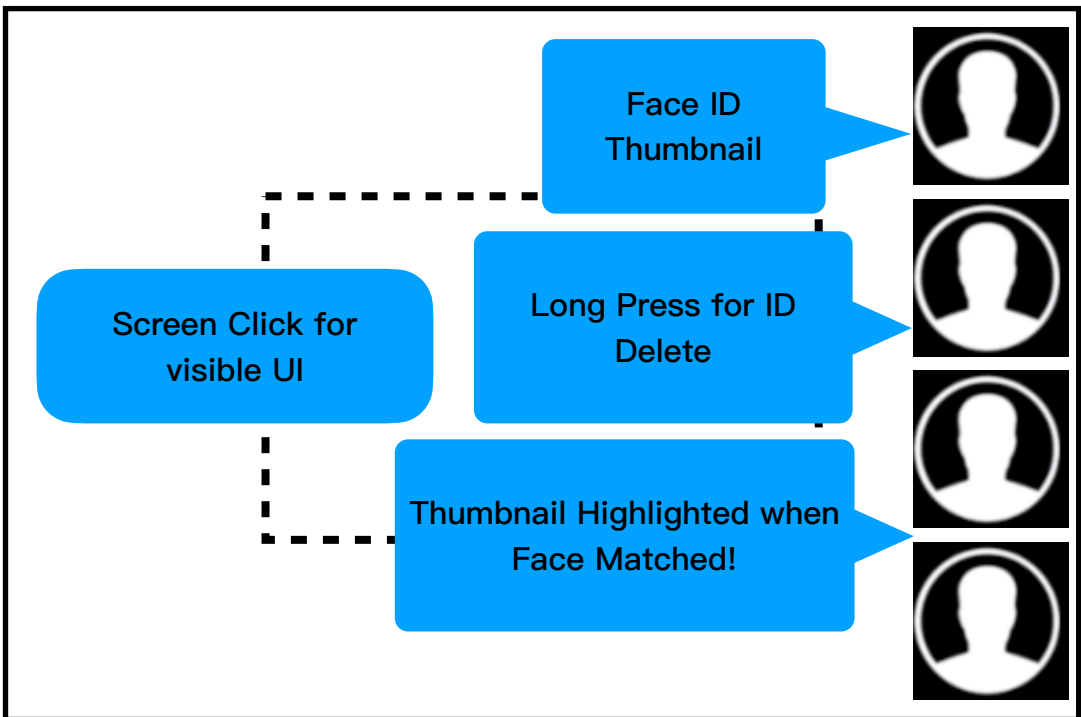 Face ID
Thumbnail
Long Press for ID
Delete
Screen Click for
visible UI
Thumbnail Highlighted when
Face Matched!